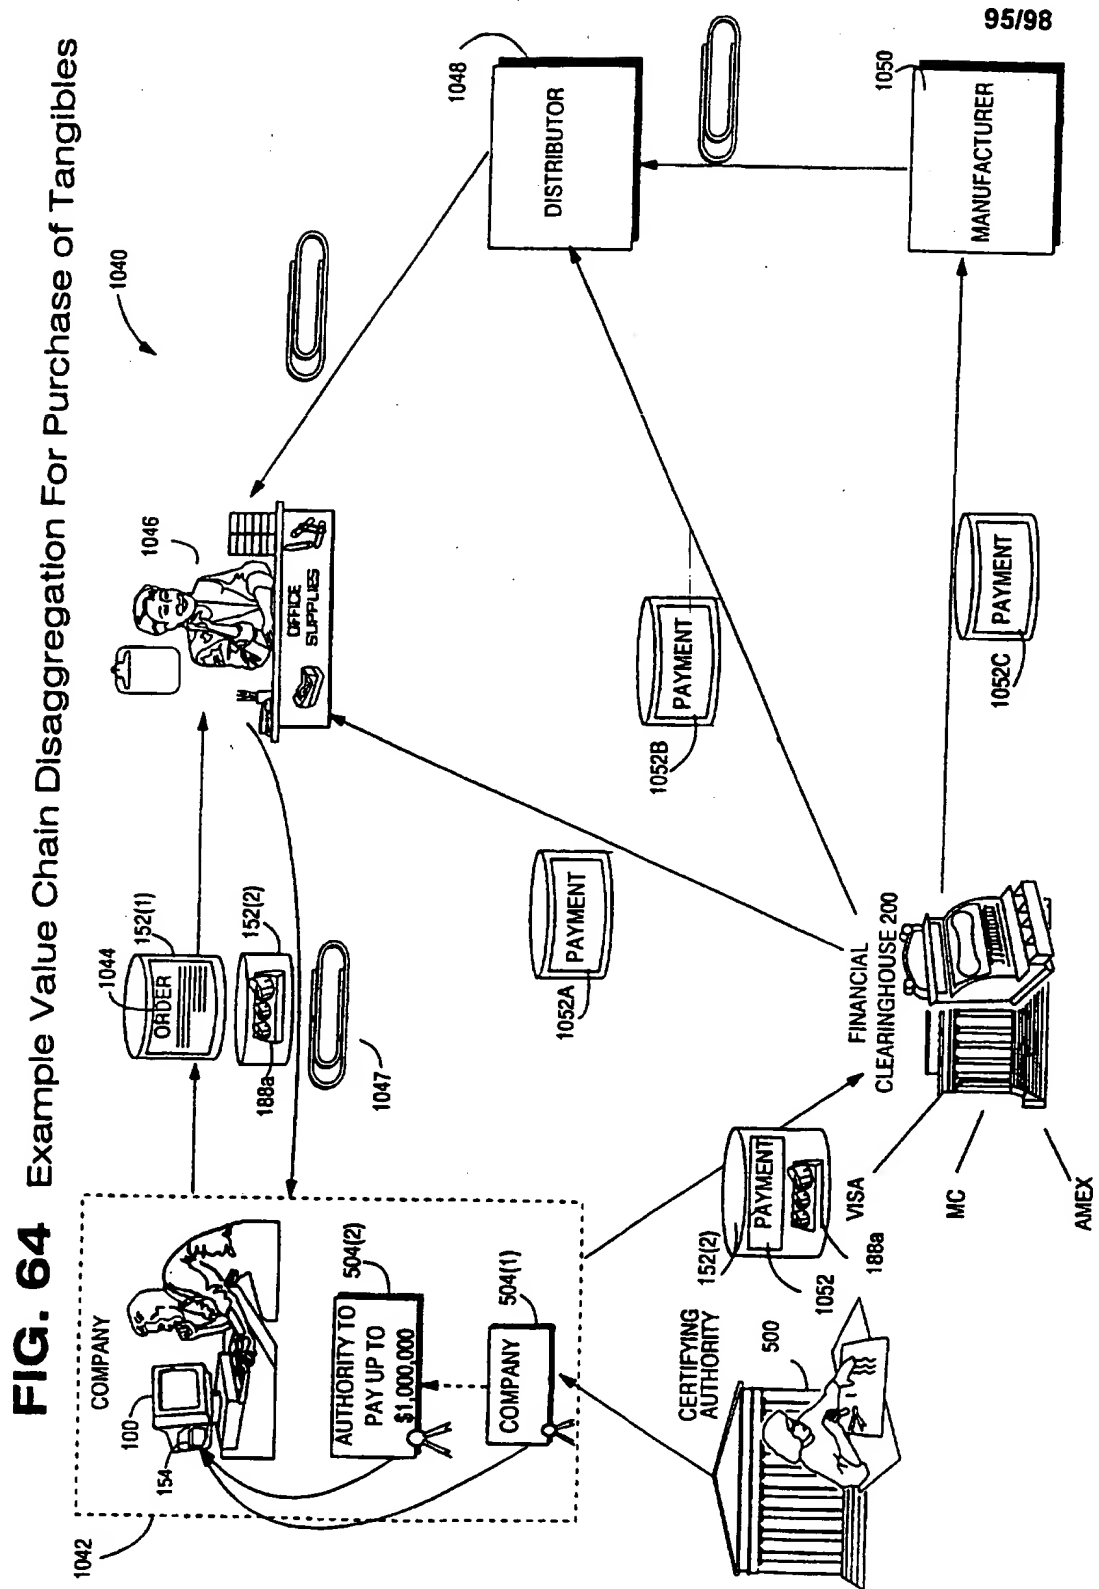 95/98
FIG. 64 Example Value Chain Disaggregation For Purchase of Tangibles
1040
COMPANY
1042
100
154
AUTHORITY TO
PAY UP TO
$1,000,000
504(2)
COMPANY
504(1)
1044
152(1)
ORDER
152(2)
188a
1047
1046
OFFICE
SUPPLIES
1048
DISTRIBUTOR
1050
MANUFACTURER
PAYMENT
1052A
PAYMENT
1052B
PAYMENT
1052C
FINANCIAL
CLEARINGHOUSE 200
152(2)
PAYMENT
1052
188a
VISA
MC
AMEX
CERTIFYING
AUTHORITY
500